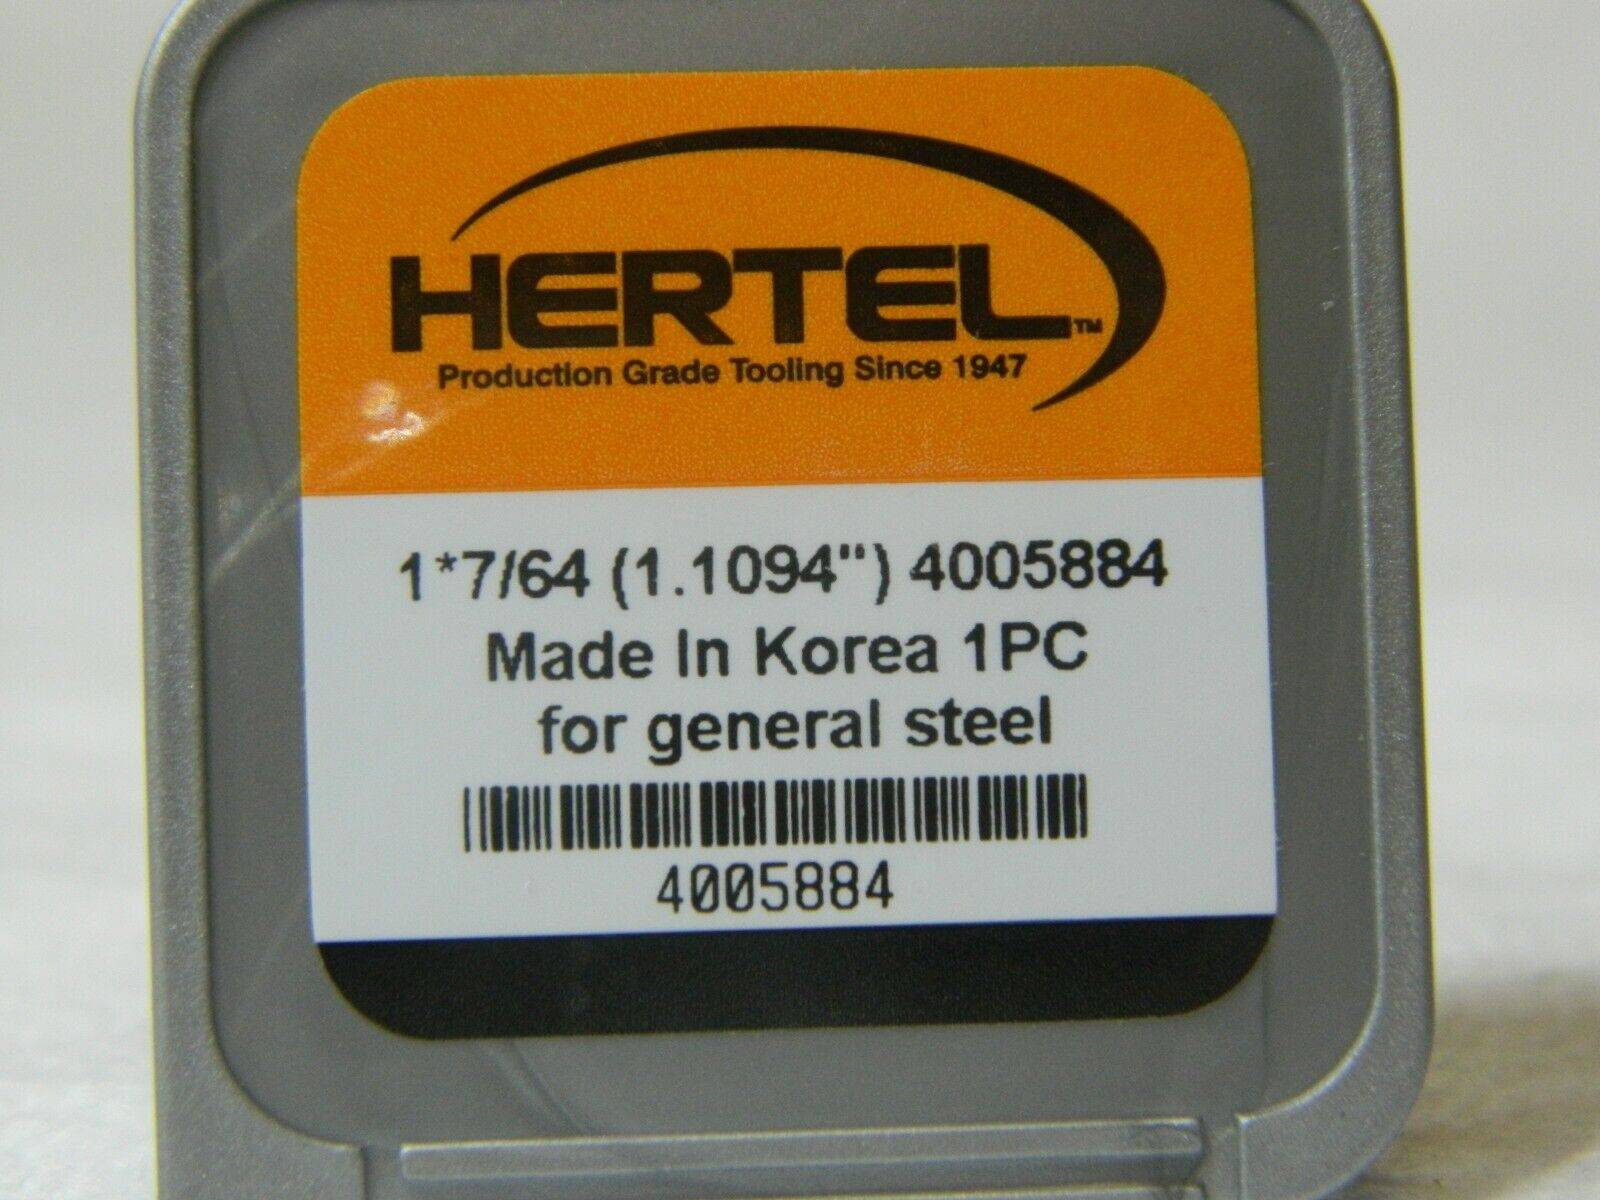 HERTEL™
Production Grade Tooling Since 1947
1*7/64 (1.1094") 4005884
Made In Korea 1PC
for general steel
4005884